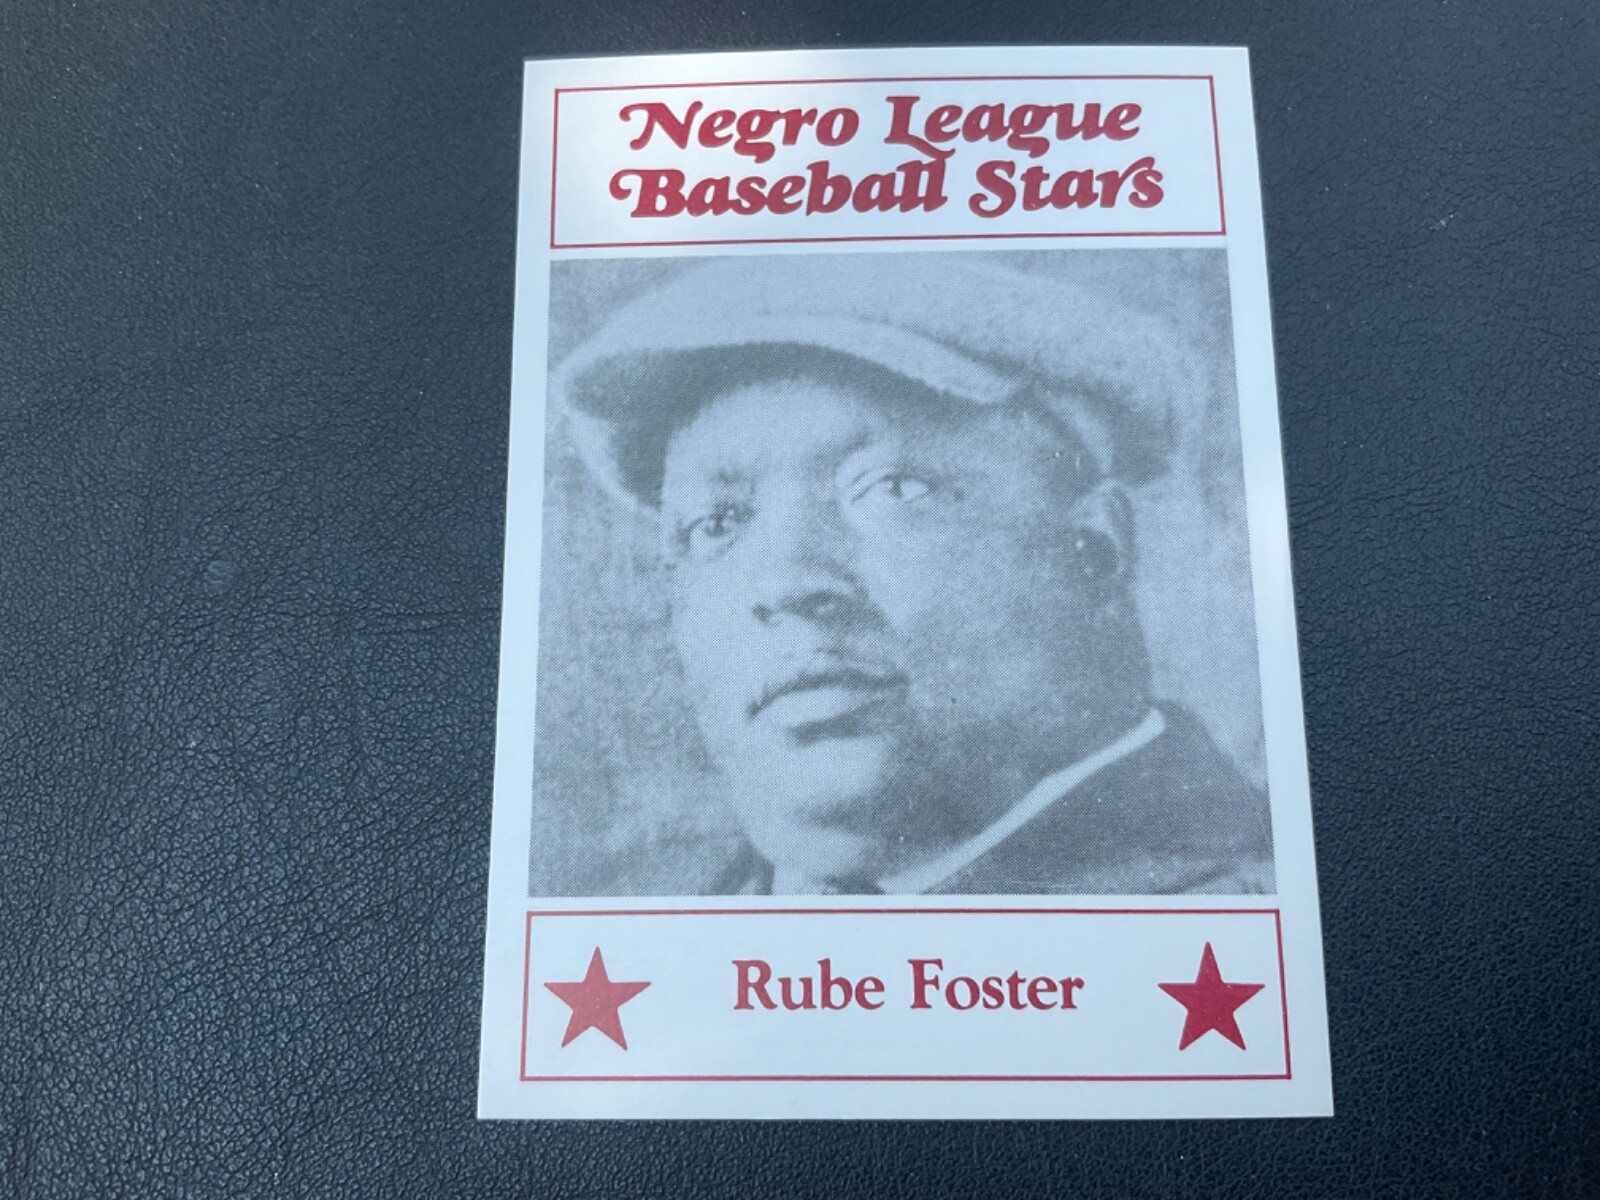 Negro League
Baseball Stars
Rube Foster